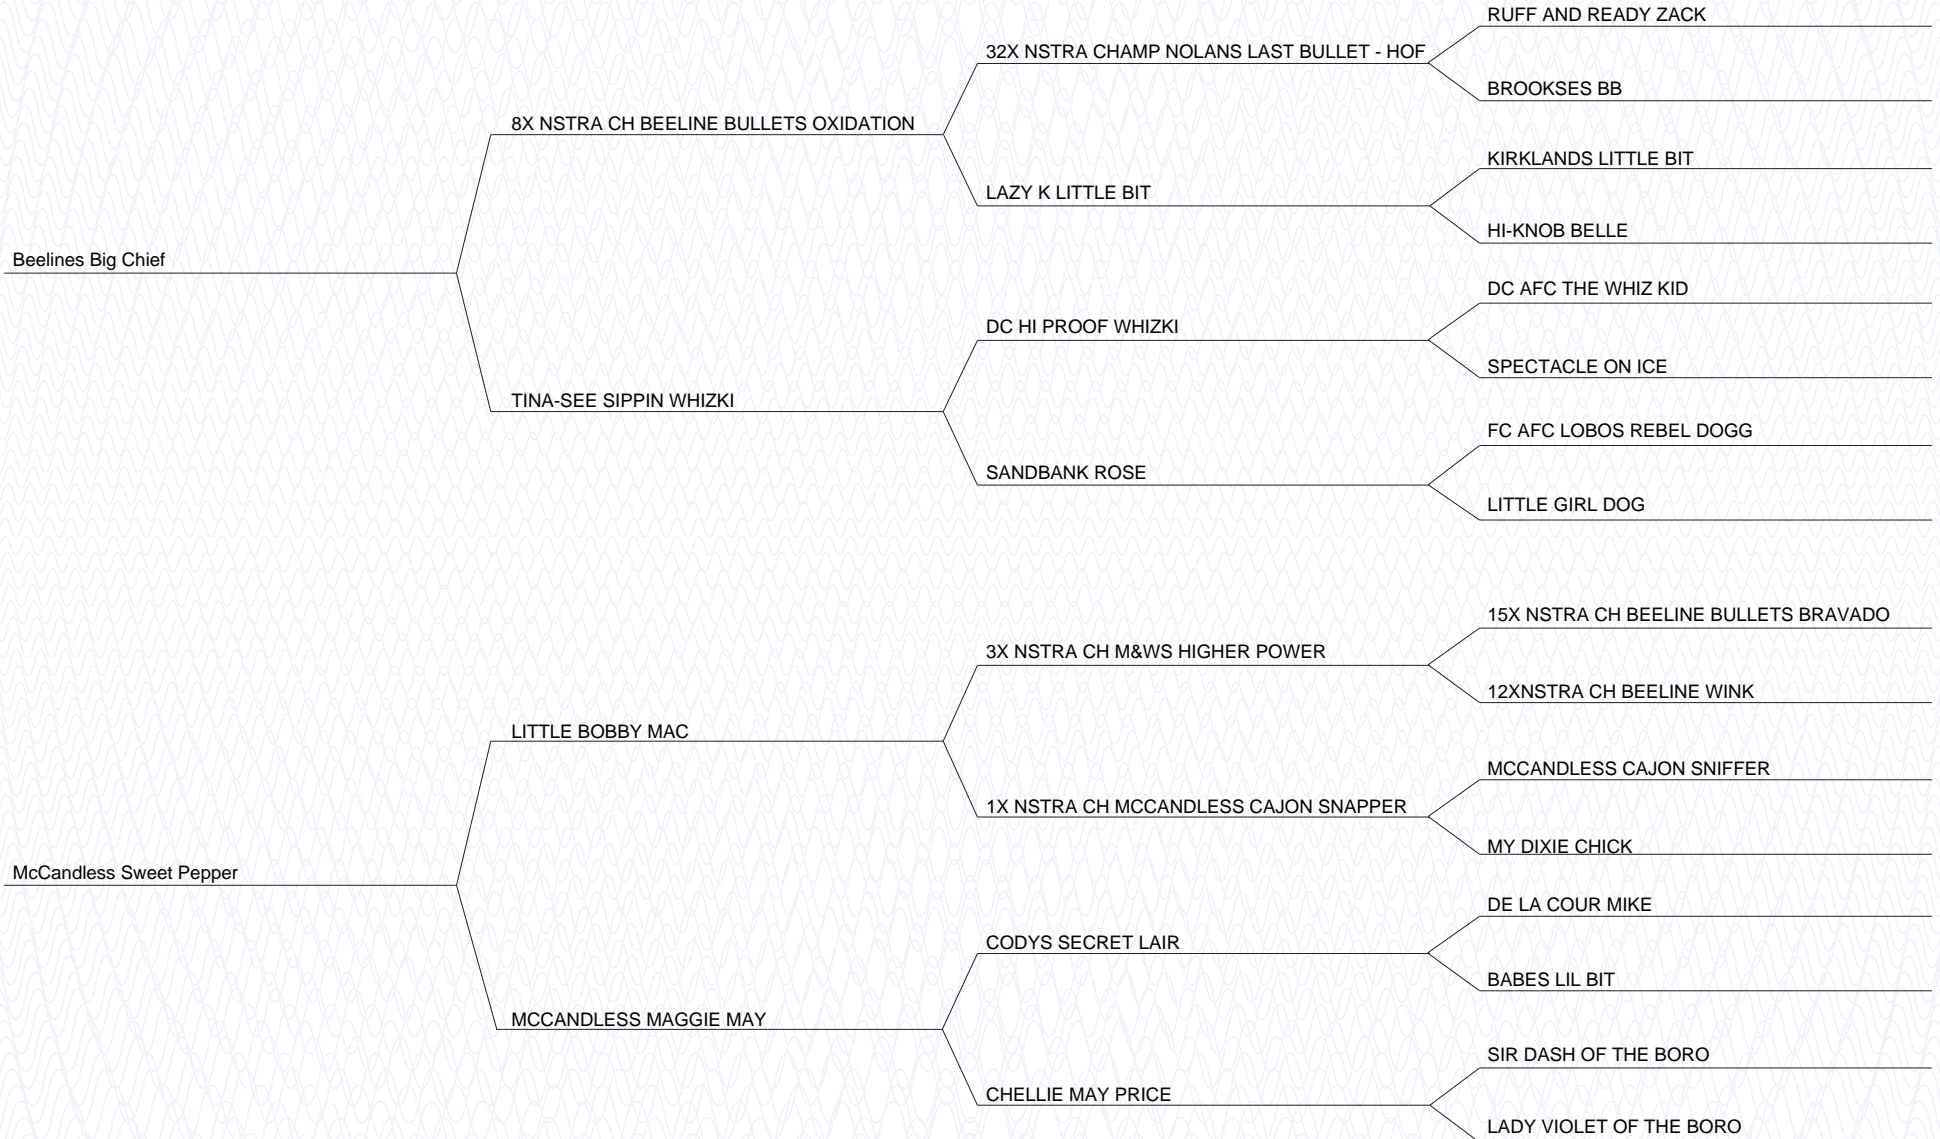 RUFF AND READY ZACK
32X NSTRA CHAMP NOLANS LAST BULLET - HOF
BROOKSES BB
8X NSTRA CH BEELINE BULLETS OXIDATION
KIRKLANDS LITTLE BIT
LAZY K LITTLE BIT
HI-KNOB BELLE
Beelines Big Chief
DC AFC THE WHIZ KID
DC HI PROOF WHIZKI
SPECTACLE ON ICE
TINA-SEE SIPPIN WHIZKI
FC AFC LOBOS REBEL DOGG
SANDBANK ROSE
LITTLE GIRL DOG
15X NSTRA CH BEELINE BULLETS BRAVADO
3X NSTRA CH M&WS HIGHER POWER
12XNSTRA CH BEELINE WINK
LITTLE BOBBY MAC
MCCANDLESS CAJON SNIFFER
1X NSTRA CH MCCANDLESS CAJON SNAPPER
MY DIXIE CHICK
McCandless Sweet Pepper
DE LA COUR MIKE
CODYS SECRET LAIR
BABES LIL BIT
MCCANDLESS MAGGIE MAY
SIR DASH OF THE BORO
CHELLIE MAY PRICE
LADY VIOLET OF THE BORO